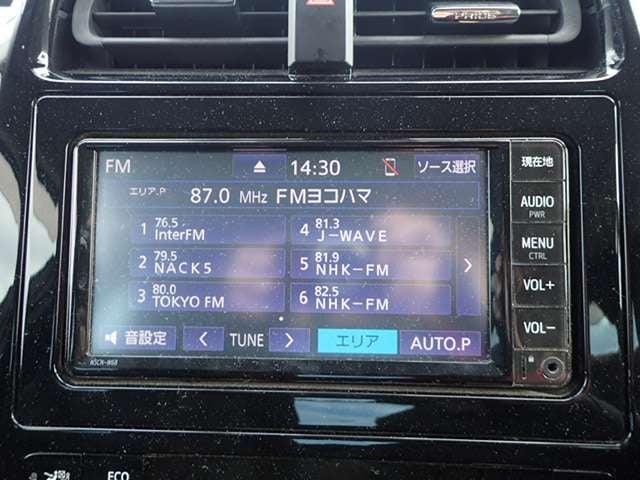 PRIUS
FM 14:30 ソース選択
エリア.P 87.0 MHz FMヨコハマ
1 76.5 InterFM
2 79.5 NACK5
3 80.0 TOKYO FM
4 81.3 J-WAVE
5 81.9 NHK-FM
6 82.5 NHK-FM
音設定 < TUNE > エリア AUTO.P
NSCN-W68
現在地
AUDIO
PWR
MENU
CTRL
VOL+
VOL-
ECO